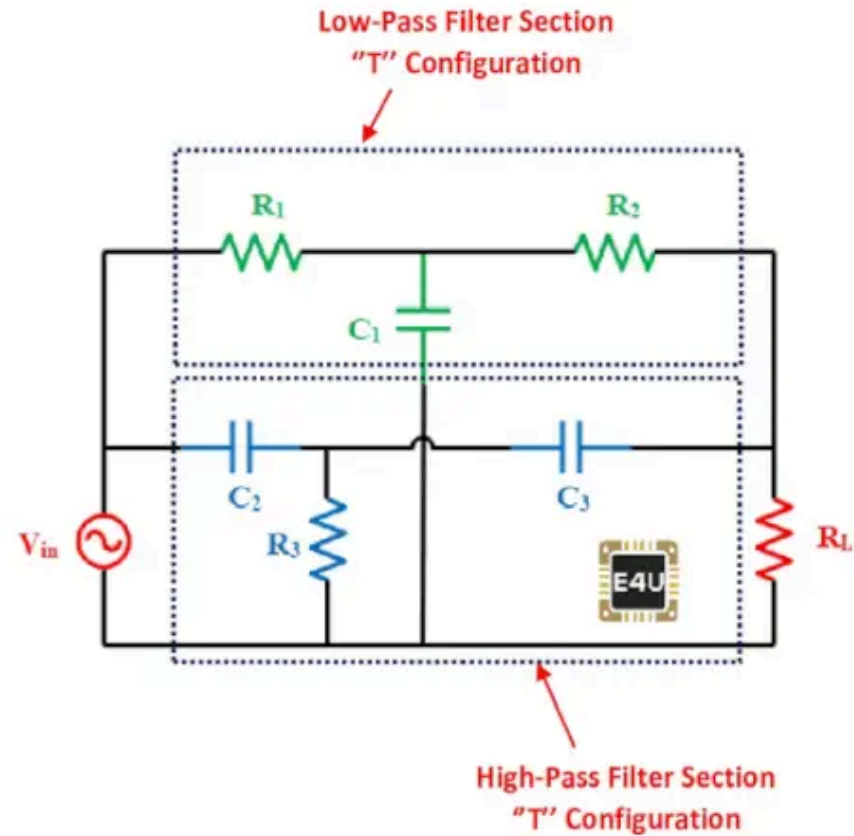 Low-Pass Filter Section
"T" Configuration
R1
R2
C1
C2
C3
Vin
R3
E4U
RL
High-Pass Filter Section
"T" Configuration